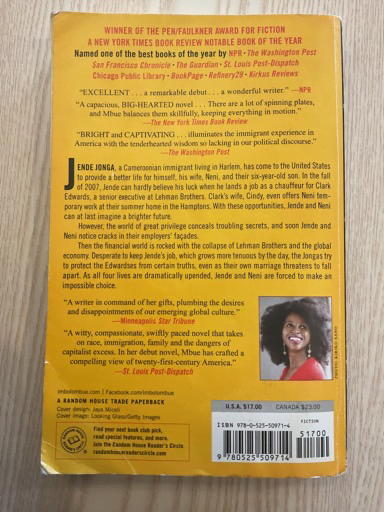 WINNER OF THE PEN/FAULKNER AWARD FOR FICTION
A NEW YORK TIMES BOOK REVIEW NOTABLE BOOK OF THE YEAR
Named one of the best books of the year by NPR • The Washington Post
San Francisco Chronicle • The Guardian • St. Louis Post-Dispatch
Chicago Public Library • BookPage • Refinery29 • Kirkus Reviews
"EXCELLENT . . . a remarkable debut . . . a wonderful writer." —NPR
"A capacious, BIG-HEARTED novel . . . There are a lot of spinning plates,
and Mbue balances them skillfully, keeping everything in motion."
—The New York Times Book Review
"BRIGHT and CAPTIVATING . . . illuminates the immigrant experience in
America with the tenderhearted wisdom so lacking in our political discourse."
—The Washington Post
JENDE JONGA, a Cameroonian immigrant living in Harlem, has come to the United States
to provide a better life for himself, his wife, Neni, and their six-year-old son. In the fall
of 2007, Jende can hardly believe his luck when he lands a job as a chauffeur for Clark
Edwards, a senior executive at Lehman Brothers. Clark's wife, Cindy, even offers Neni tem-
porary work at their summer home in the Hamptons. With these opportunities, Jende and Neni
can at last imagine a brighter future.
However, the world of great privilege conceals troubling secrets, and soon Jende and
Neni notice cracks in their employers' façades.
Then the financial world is rocked with the collapse of Lehman Brothers and the global
economy. Desperate to keep Jende's job, which grows more tenuous by the day, the Jongas try
to protect the Edwardses from certain truths, even as their own marriage threatens to fall
apart. As all four lives are dramatically upended, Jende and Neni are forced to make an
impossible choice.
"A writer in command of her gifts, plumbing the desires
and disappointments of our emerging global culture."
—Minneapolis Star Tribune
"A witty, compassionate, swiftly paced novel that takes
on race, immigration, family and the dangers of
capitalist excess. In her debut novel, Mbue has crafted a
compelling view of twenty-first-century America."
—St. Louis Post-Dispatch
imbolombue.com | Facebook.com/imbolombue
A RANDOM HOUSE TRADE PAPERBACK
Cover design: Jaya Miceli
Cover image: Looking Glass/Getty Images
Find your next book club pick,
read special features, and more.
Join the Random House Reader's Circle.
randomhousereaderscircle.com
U.S.A. $17.00 CANADA $23.00
FICTION
ISBN 978-0-525-50971-4
51700
9 780525 509714